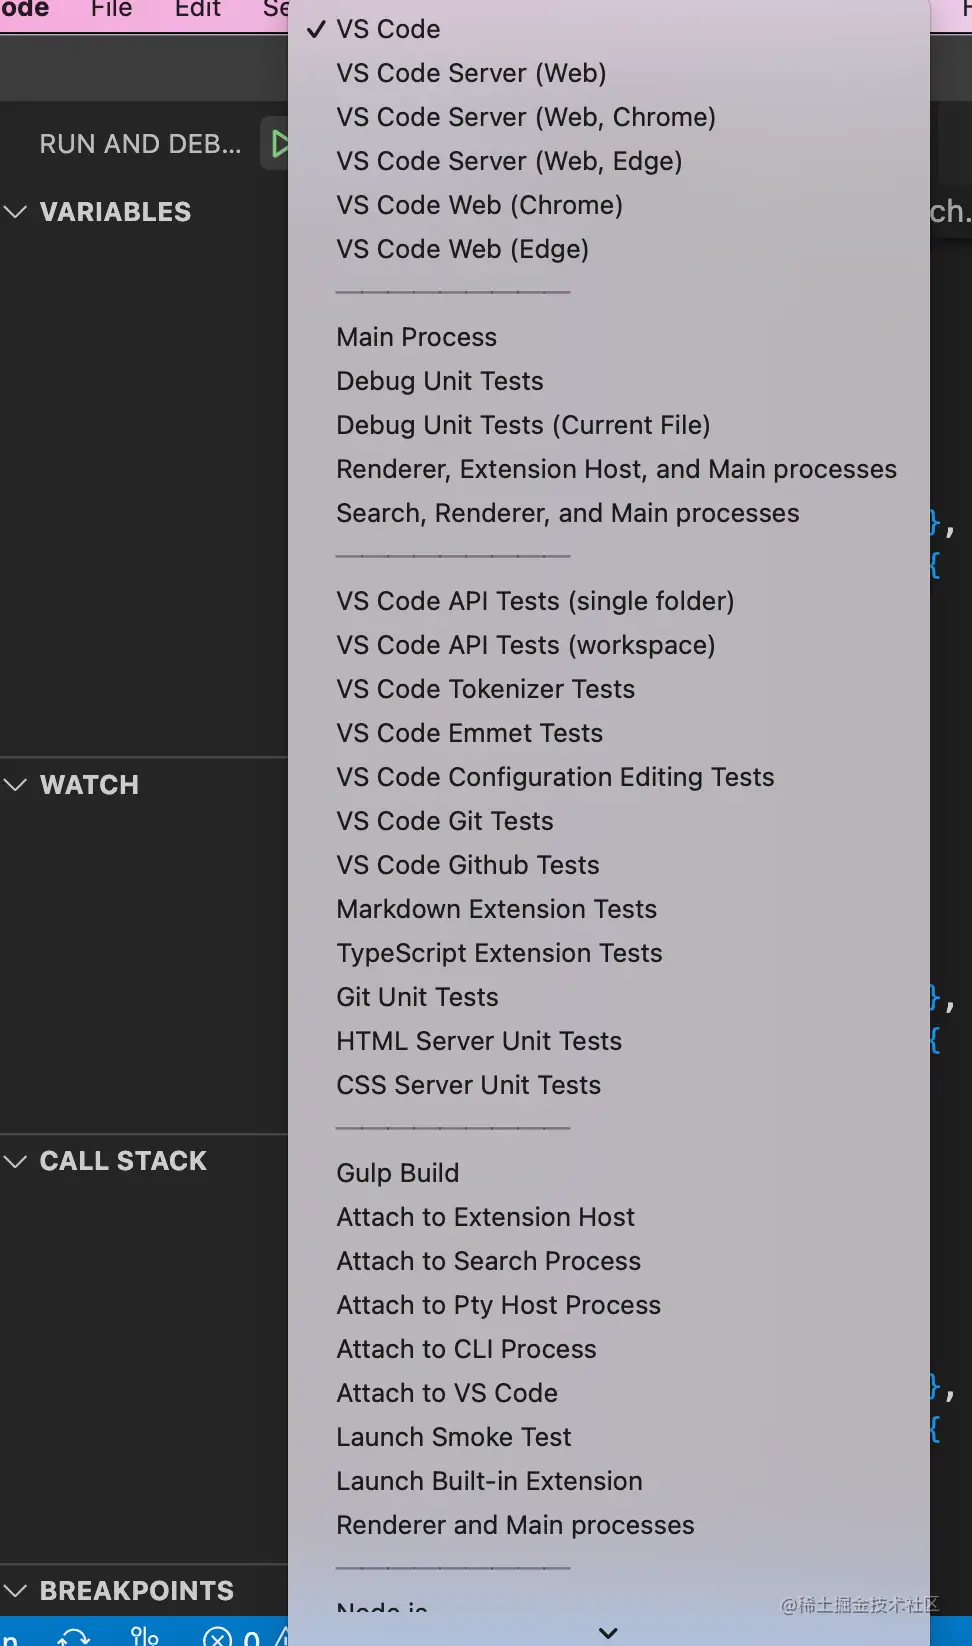 ode File Edit Se
✓ VS Code
VS Code Server (Web)
VS Code Server (Web, Chrome)
RUN AND DEB...
VS Code Server (Web, Edge)
VS Code Web (Chrome)
VARIABLES
ch.
VS Code Web (Edge)
Main Process
Debug Unit Tests
Debug Unit Tests (Current File)
Renderer, Extension Host, and Main processes
Search, Renderer, and Main processes
},
{
VS Code API Tests (single folder)
VS Code API Tests (workspace)
VS Code Tokenizer Tests
VS Code Emmet Tests
WATCH
VS Code Configuration Editing Tests
VS Code Git Tests
VS Code Github Tests
Markdown Extension Tests
TypeScript Extension Tests
Git Unit Tests
},
HTML Server Unit Tests
{
CSS Server Unit Tests
CALL STACK
Gulp Build
Attach to Extension Host
Attach to Search Process
Attach to Pty Host Process
Attach to CLI Process
Attach to VS Code
},
Launch Smoke Test
{
Launch Built-in Extension
Renderer and Main processes
BREAKPOINTS
@稀土掘金技术社区
n 0